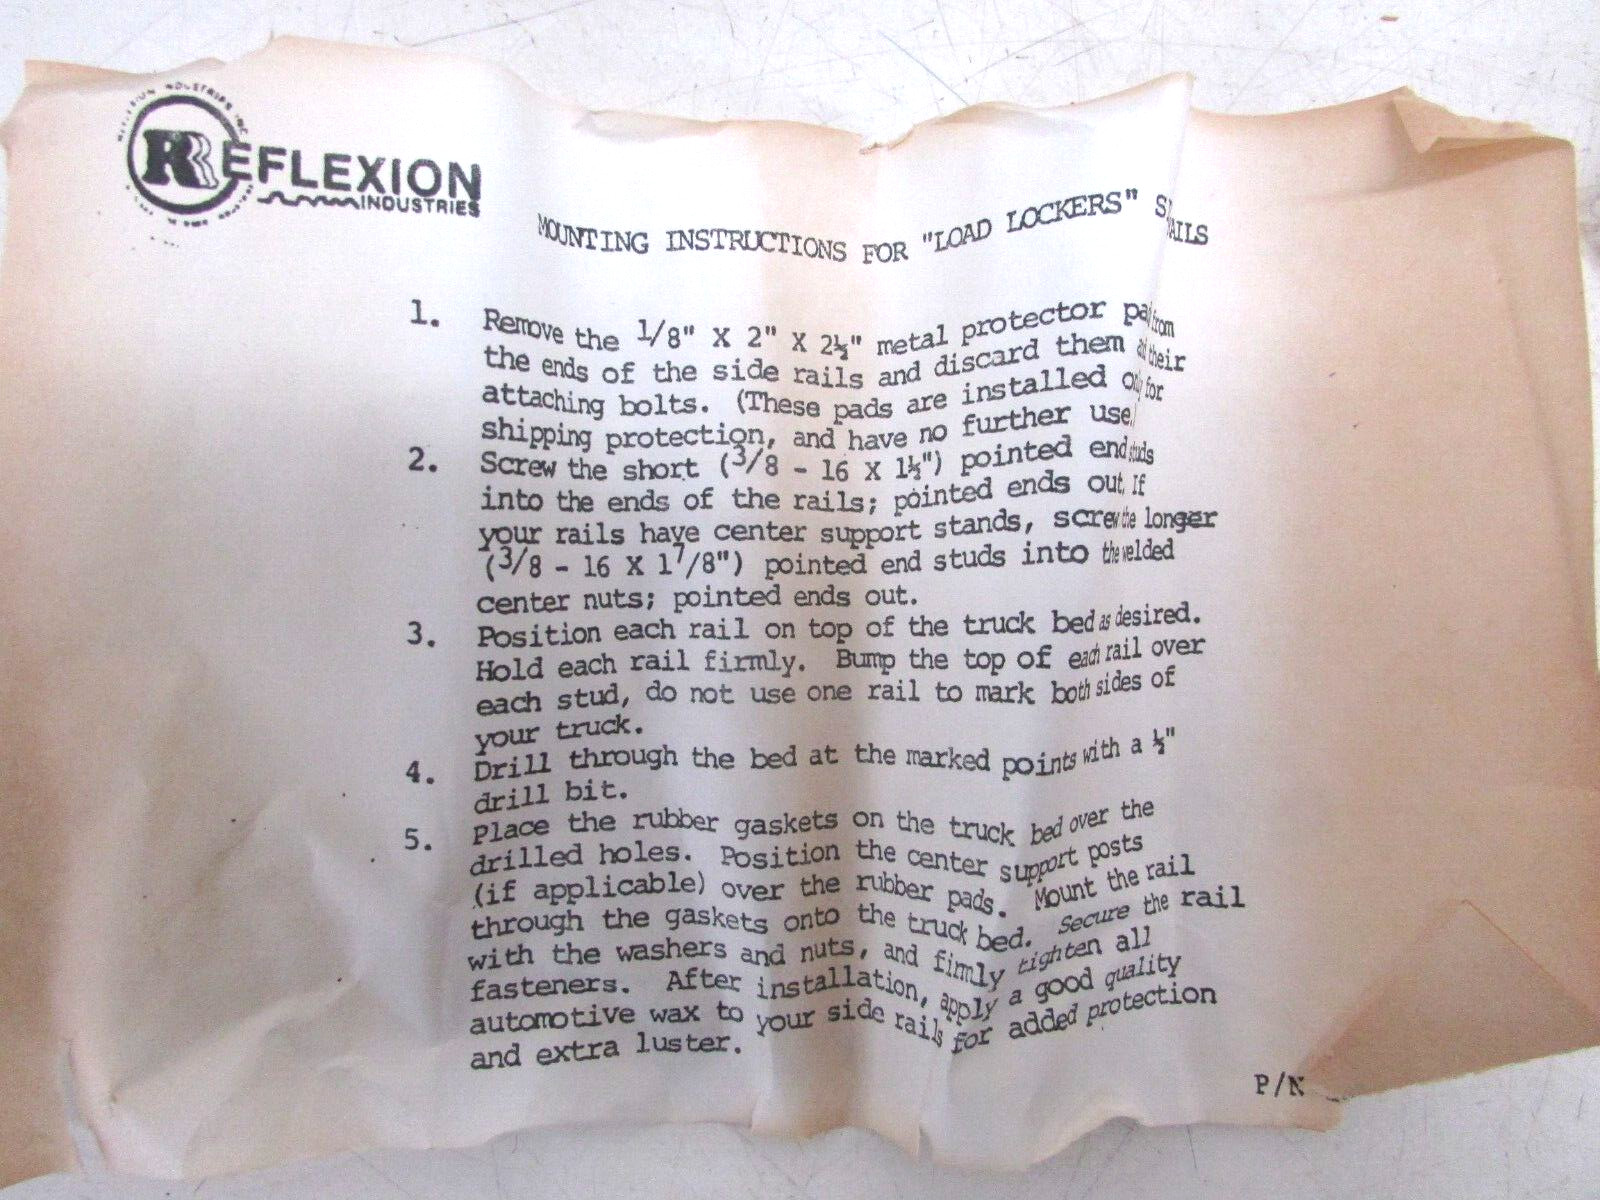 REFLEXION
INDUSTRIES
MOUNTING INSTRUCTIONS FOR "LOAD LOCKERS"
1. Remove the 1/8" X 2" X 2½" metal protector from
the ends of the side rails and discard them and their
attaching bolts. (These pads are installed only for
shipping protection, and have no further use.
2. Screw the short (3/8 - 16 X 1½") pointed end studs
into the ends of the rails; pointed ends out. If
your rails have center support stands, screw the longer
(3/8 - 16 X 1 7/8") pointed end studs into the welded
center nuts; pointed ends out.
3. Position each rail on top of the truck bed as desired.
Hold each rail firmly. Bump the top of each rail over
each stud, do not use one rail to mark both sides of
your truck.
4. Drill through the bed at the marked points with a ½"
drill bit.
5. Place the rubber gaskets on the truck bed over the
drilled holes. Position the center support posts
(if applicable) over the rubber pads. Mount the rail
through the gaskets onto the truck bed. Secure the rail
with the washers and nuts, and firmly tighten all
fasteners. After installation, apply a good quality
automotive wax to your side rails for added protection
and extra luster.
P/N